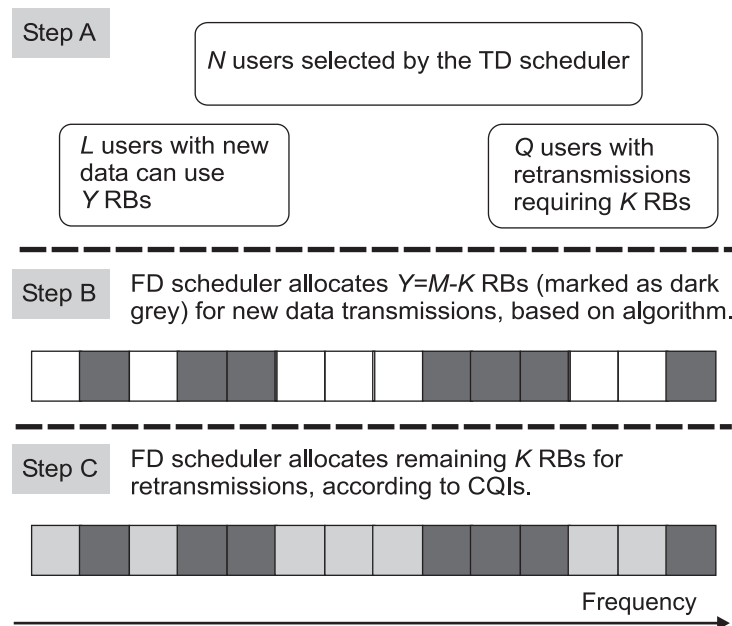 Step A
N users selected by the TD scheduler
L users with new
data can use
Y RBs
Q users with
retransmissions
requiring K RBs
Step B
FD scheduler allocates Y=M-K RBs (marked as dark
grey) for new data transmissions, based on algorithm.
Step C
FD scheduler allocates remaining K RBs for
retransmissions, according to CQIs.
Frequency